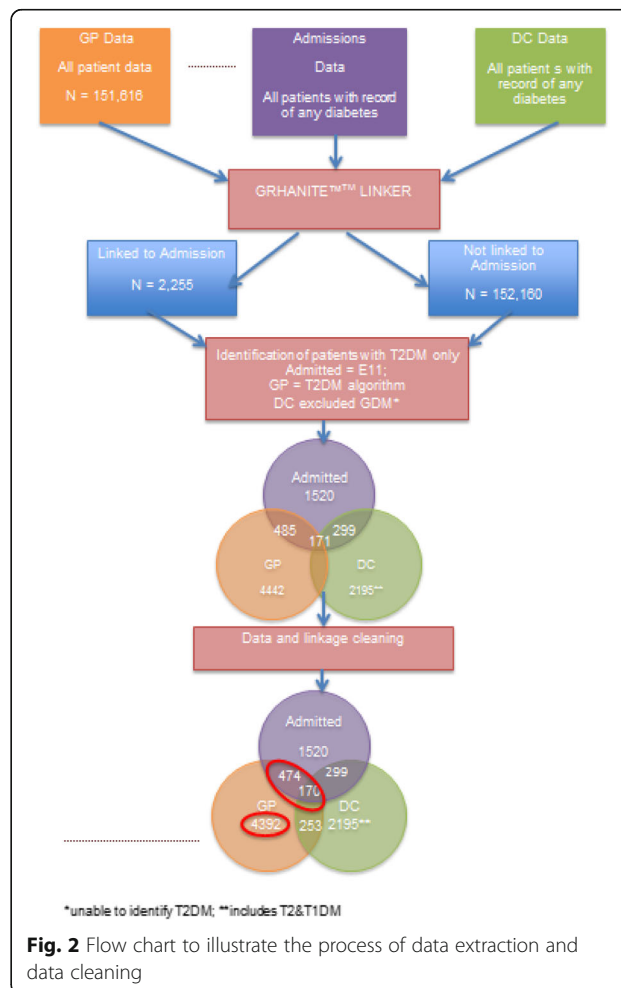 GP Data
All patient data
N = 151,616
Admissions
Data
All patients with record
of any diabetes
DC Data
All patient s with
record of any
diabetes
GRHANITE™™ LINKER
Linked to Admission
N = 2,255
Not linked to
Admission
N = 152,160
Identification of patients with T2DM only
Admitted = E11;
GP = T2DM algorithm
DC excluded GDM*
Admitted
1520
485
299
171
GP
4442
DC
2195**
Data and linkage cleaning
Admitted
1520
474
299
170
GP
4392
253
DC
2195**
*unable to identify T2DM; **includes T2&T1DM
Fig. 2 Flow chart to illustrate the process of data extraction and
data cleaning